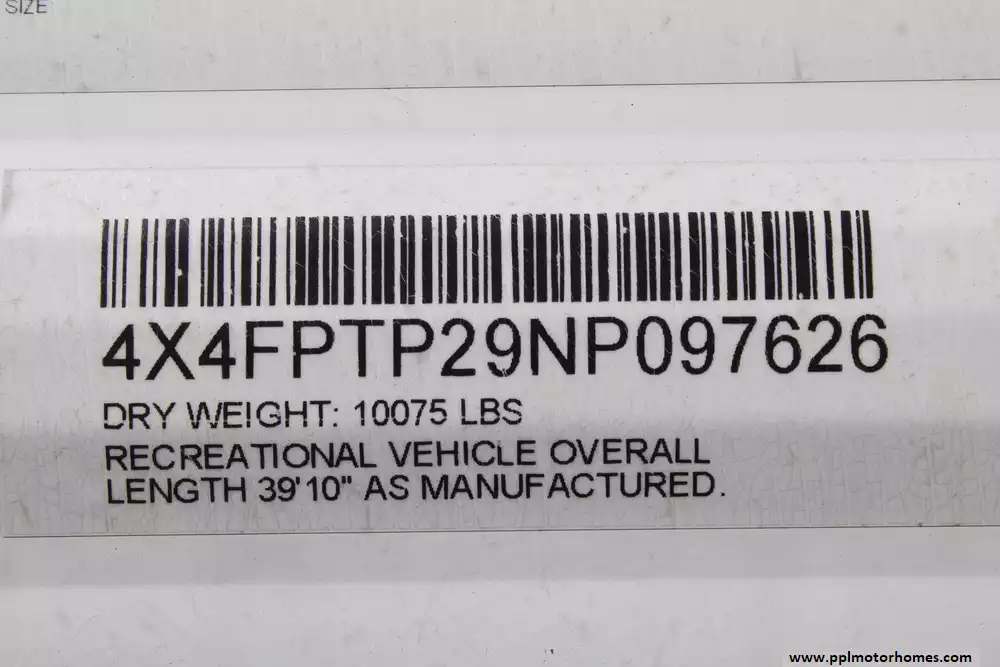 SIZE
4X4FPTP29NP097626
DRY WEIGHT: 10075 LBS
RECREATIONAL VEHICLE OVERALL
LENGTH 39'10" AS MANUFACTURED.
www.pplmotorhomes.com